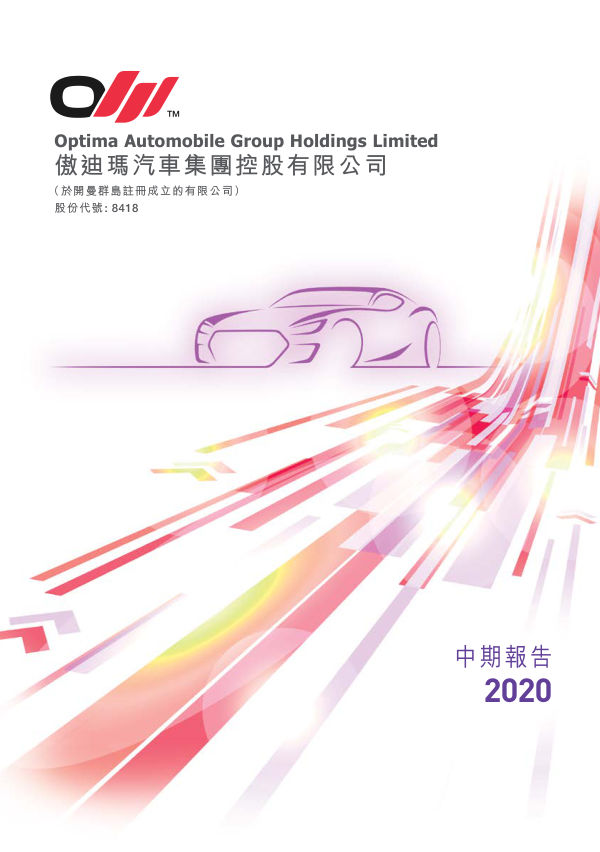 OM™
Optima Automobile Group Holdings Limited
傲迪瑪汽車集團控股有限公司
（於開曼群島註冊成立的有限公司）
股份代號：8418
中期報告
2020